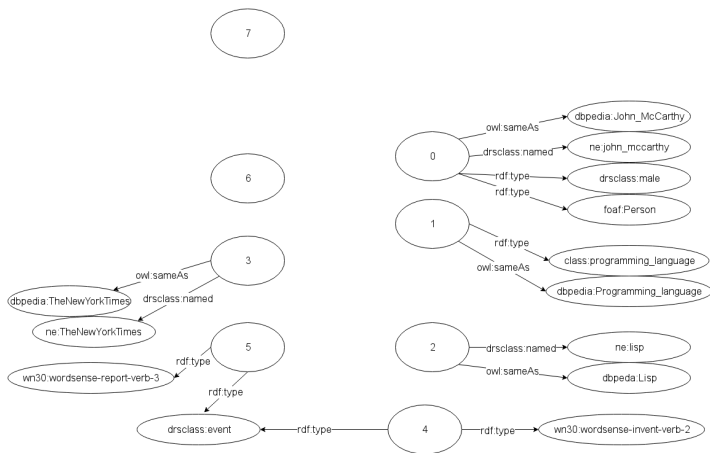 7
dbpedia:John_McCarthy
owl:sameAs
ne:john_mccarthy
drsclass:named
0
rdf:type
drsclass:male
rdf:type
foaf:Person
6
1
rdf:type
class:programming_language
owl:sameAs
dbpedia:Programming_language
3
owl:sameAs
dbpedia:TheNewYorkTimes
drsclass:named
ne:TheNewYorkTimes
5
rdf:type
wn30:wordsense-report-verb-3
rdf:type
2
drsclass:named
ne:lisp
owl:sameAs
dbpeda:Lisp
drsclass:event
rdf:type
4
rdf:type
wn30:wordsense-invent-verb-2